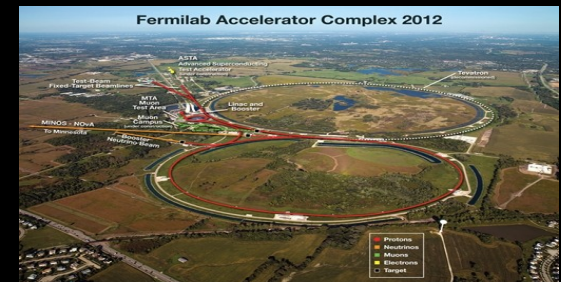 Fermilab Accelerator Complex 2012
ASTA
Advanced Superconducting
Test Accelerator
Test-Beam
Fixed-Target Beamlines
Tevatron
MTA
Muon
Test Area
Linac and
Booster
Muon
Campus
MINOS - NOvA
To Minnesota
Booster
Neutrino Beam
Protons
Neutrinos
Muons
Electrons
Target